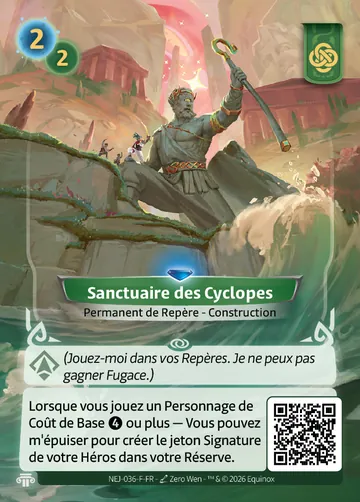 2
2
Sanctuaire des Cyclopes
Permanent de Repère - Construction
(Jouez-moi dans vos Repères. Je ne peux pas
gagner Fugace.)
Lorsque vous jouez un Personnage de
Coût de Base 4 ou plus — Vous pouvez
m'épuiser pour créer le jeton Signature
de votre Héros dans votre Réserve.
NEJ-036-F-FR - Zero Wen - ™ & © 2026 Equinox